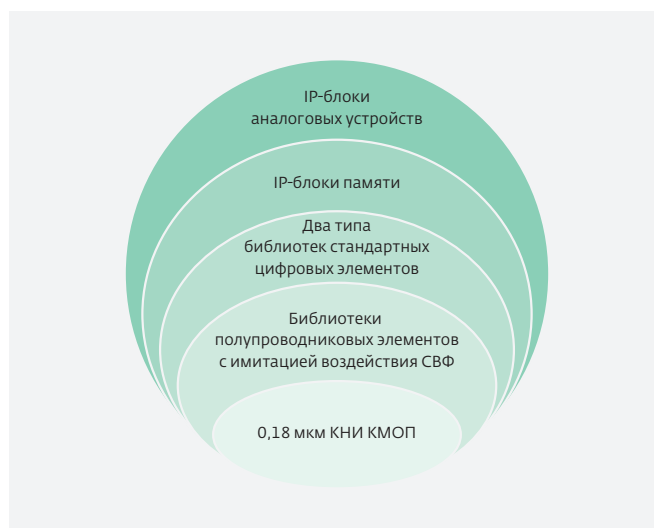 IP-блоки
аналоговых устройств
IP-блоки памяти
Два типа
библиотек стандартных
цифровых элементов
Библиотеки
полупроводниковых элементов
с имитацией воздействия СВФ
0,18 мкм КНИ КМОП